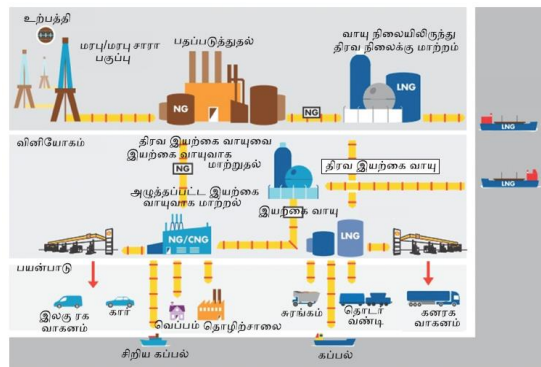 உற்பத்தி
மரபு/மரபு சாரா
பகுப்பு
பதப்படுத்துதல்
வாயு நிலையிலிருந்து
திரவ நிலைக்கு மாற்றம்
NG
NG
LNG
LNG
வினியோகம்
திரவ இயற்கை வாயுவை
இயற்கை வாயுவாக
மாற்றுதல்
NG
திரவ இயற்கை வாயு
LNG
அழுத்தப்பட்ட இயற்கை
வாயுவாக மாற்றல்
இயற்கை வாயு
NG/CNG
LNG
பயன்பாடு
இலகு ரக
வாகனம்
கார்
வெப்பம்
தொழிற்சாலை
சுரங்கம்
தொடர்
வண்டி
கனரக
வாகனம்
சிறிய கப்பல்
கப்பல்